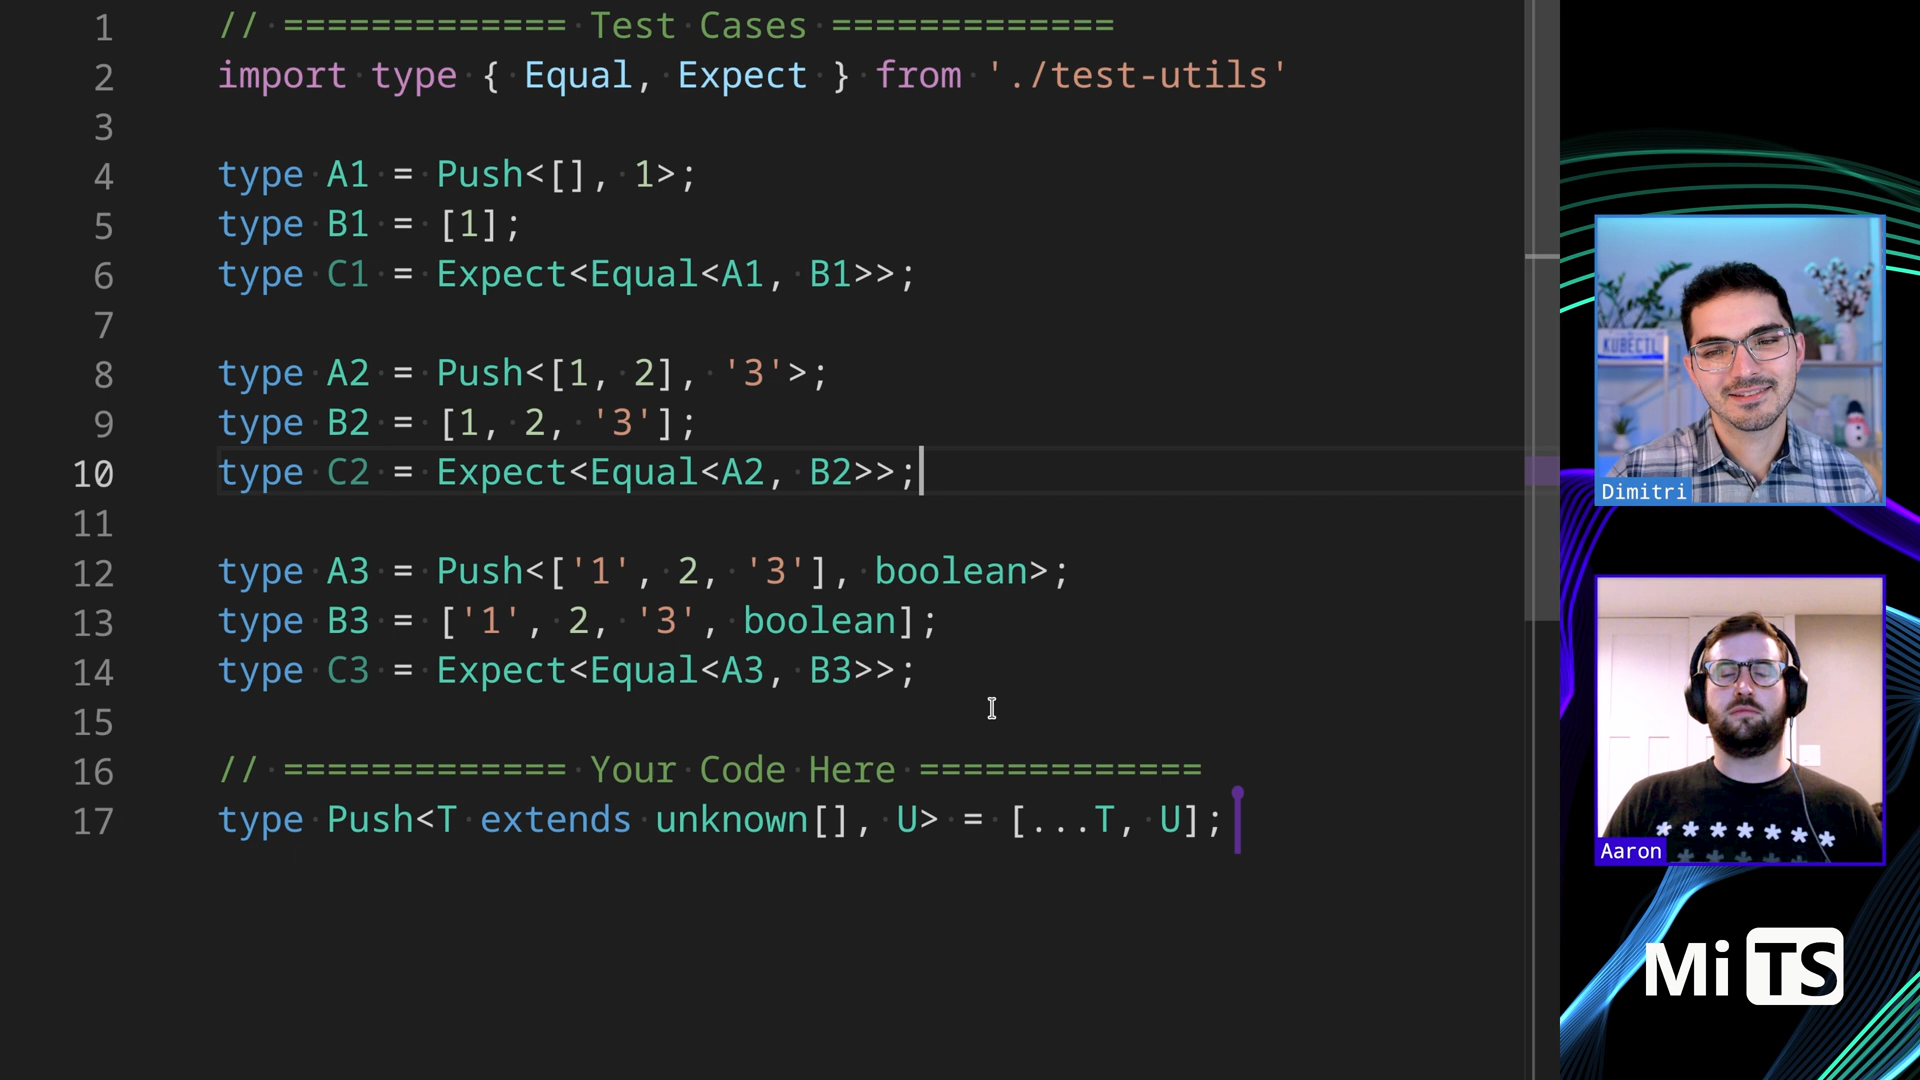 1 // ============= Test Cases =============
2 import type { Equal, Expect } from './test-utils'
3
4 type A1 = Push<[], 1>;
5 type B1 = [1];
6 type C1 = Expect<Equal<A1, B1>>;
7
8 type A2 = Push<[1, 2], '3'>;
9 type B2 = [1, 2, '3'];
10 type C2 = Expect<Equal<A2, B2>>;
11
12 type A3 = Push<['1', 2, '3'], boolean>;
13 type B3 = ['1', 2, '3', boolean];
14 type C3 = Expect<Equal<A3, B3>>;
15
16 // ============= Your Code Here =============
17 type Push<T extends unknown[], U> = [...T, U];
KUBECTL
Dimitri
* * * * * * *
Aaron
Mi TS